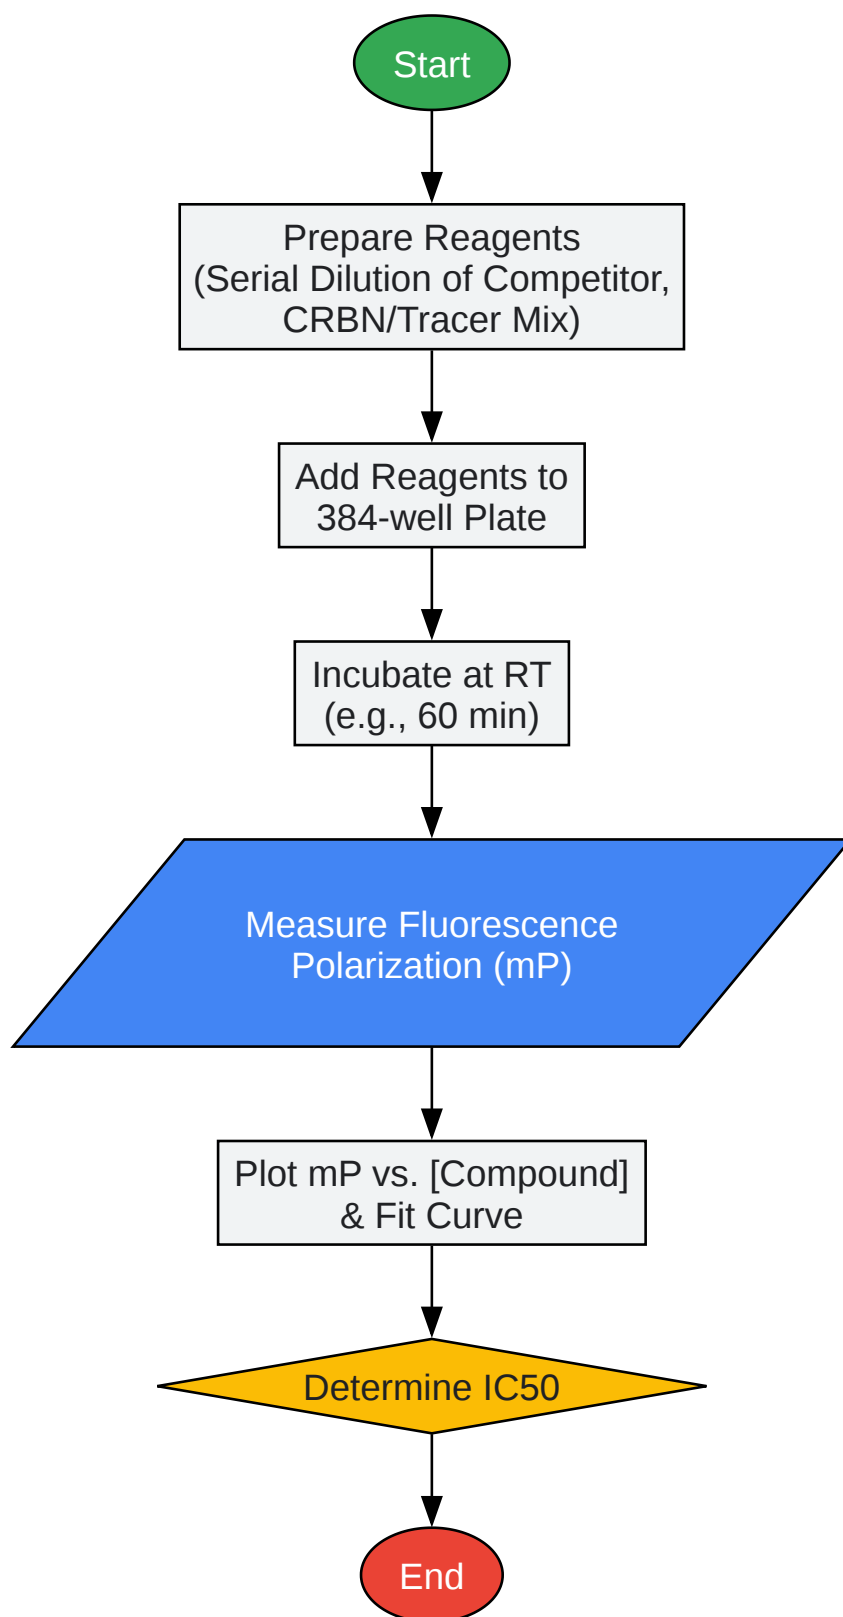 Start
Prepare Reagents
(Serial Dilution of Competitor,
CRBN/Tracer Mix)
Add Reagents to
384-well Plate
Incubate at RT
(e.g., 60 min)
Measure Fluorescence
Polarization (mP)
Plot mP vs. [Compound]
& Fit Curve
Determine IC50
End